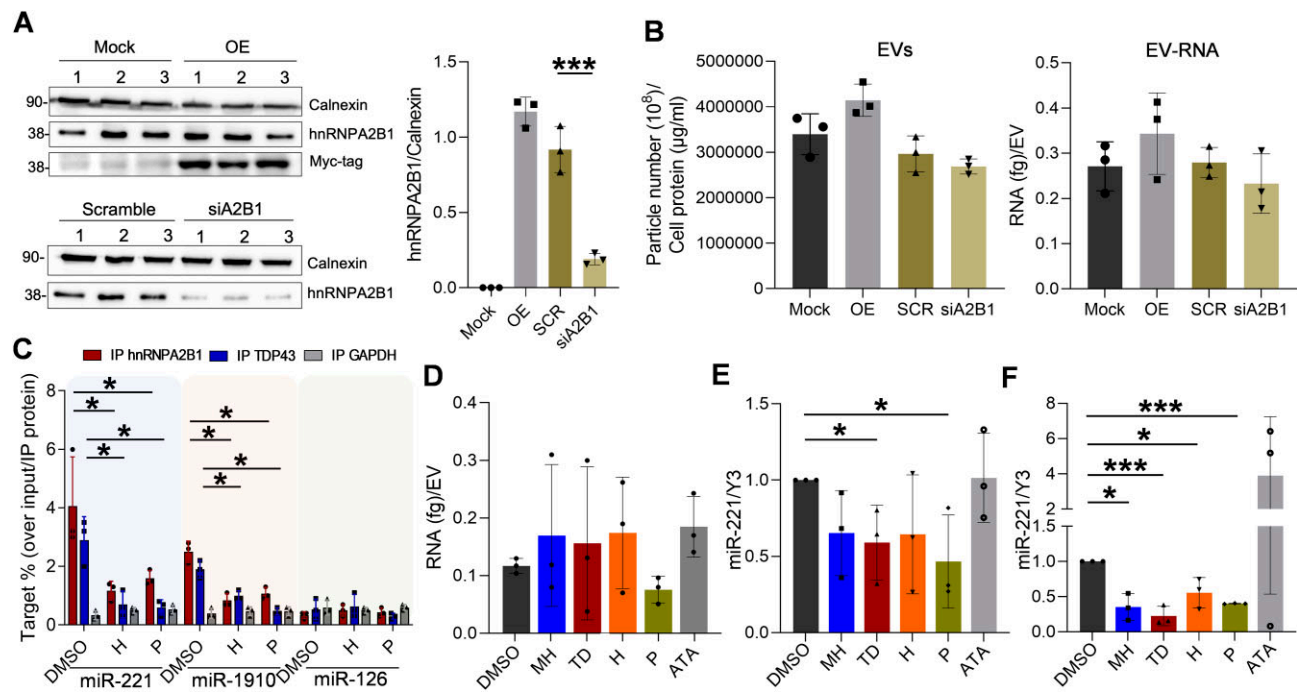 A
Mock OE
1 2 3 1 2 3
90- Calnexin
38- hnRNPA2B1
38- Myc-tag
Scramble siA2B1
1 2 3 1 2 3
90- Calnexin
38- hnRNPA2B1
hnRNPA2B1/Calnexin
1.5
1.0
0.5
0.0
***
Mock OE SCR siA2B1
B
EVs
Particle number (10⁸)/
Cell protein (µg/ml)
5000000
4000000
3000000
2000000
1000000
0
Mock OE SCR siA2B1
EV-RNA
RNA (fg)/EV
0.5
0.4
0.3
0.2
0.1
0.0
Mock OE SCR siA2B1
C
IP hnRNPA2B1 IP TDP43 IP GAPDH
Target % (over input/IP protein)
8
6
4
2
0
* * * *
* * * *
DMSO H P DMSO H P DMSO H P
miR-221 miR-1910 miR-126
D
RNA (fg)/EV
0.4
0.3
0.2
0.1
0.0
DMSO MH TD H P ATA
E
miR-221/Y3
1.5
1.0
0.5
0.0
*
*
DMSO MH TD H P ATA
F
miR-221/Y3
8
6
4
2
1.5
1.0
0.5
0.0
***
*
***
*
DMSO MH TD H P ATA